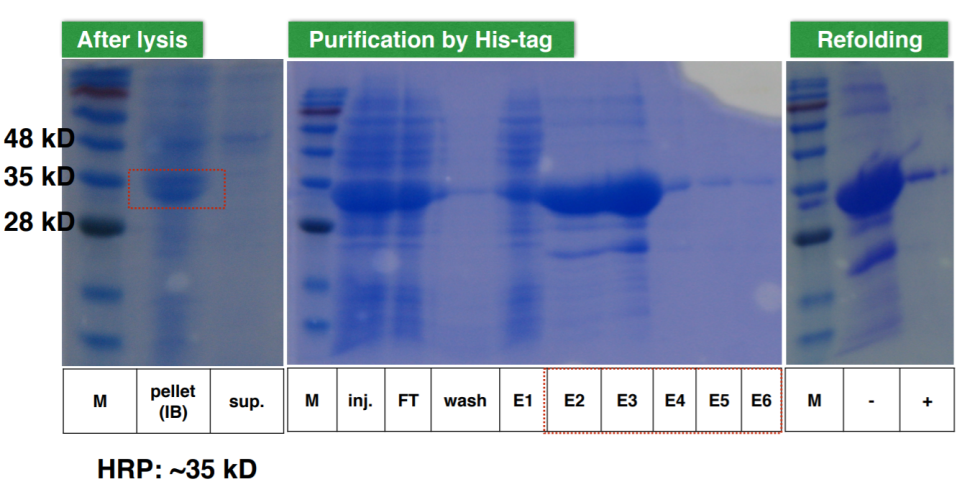 After lysis
Purification by His-tag
Refolding
48 kD
35 kD
28 kD
M
pellet
(IB)
sup.
M
inj.
FT
wash
E1
E2
E3
E4
E5
E6
M
-
+
HRP: ~35 kD